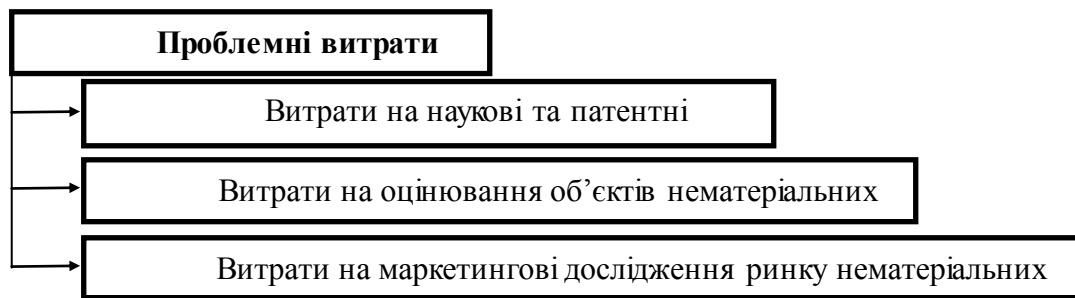 Проблемні витрати
Витрати на наукові та патентні
Витрати на оцінювання об’єктів нематеріальних
Витрати на маркетингові дослідження ринку нематеріальних